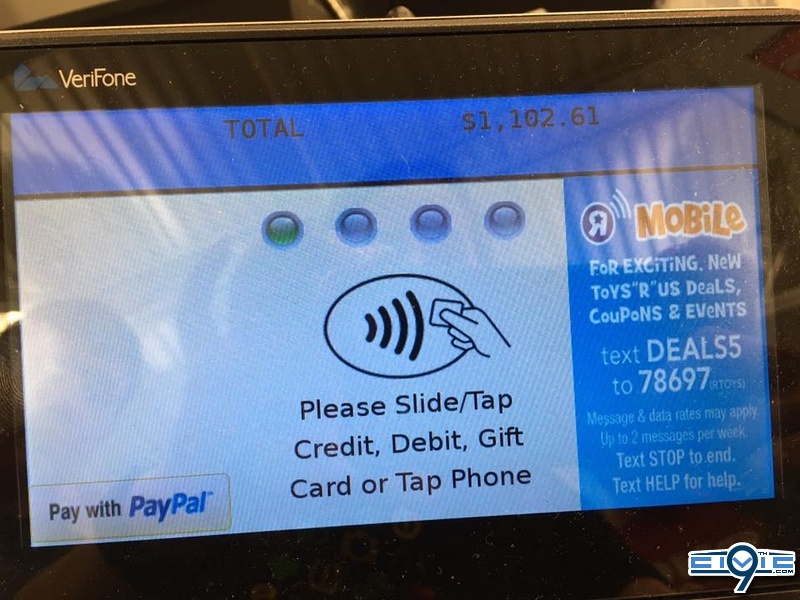 VeriFone
TOTAL $1,102.61
R MOBiLe
FoR EXCiTiNG, NeW
ToYS"R"US DeaLS,
CouPoNS & EVeNTS
text DEALS5
to 78697 (RTOYS)
Message & data rates may apply.
Up to 2 messages per week.
Text STOP to end.
Text HELP for help.
Please Slide/Tap
Credit, Debit, Gift
Card or Tap Phone
Pay with PayPal™